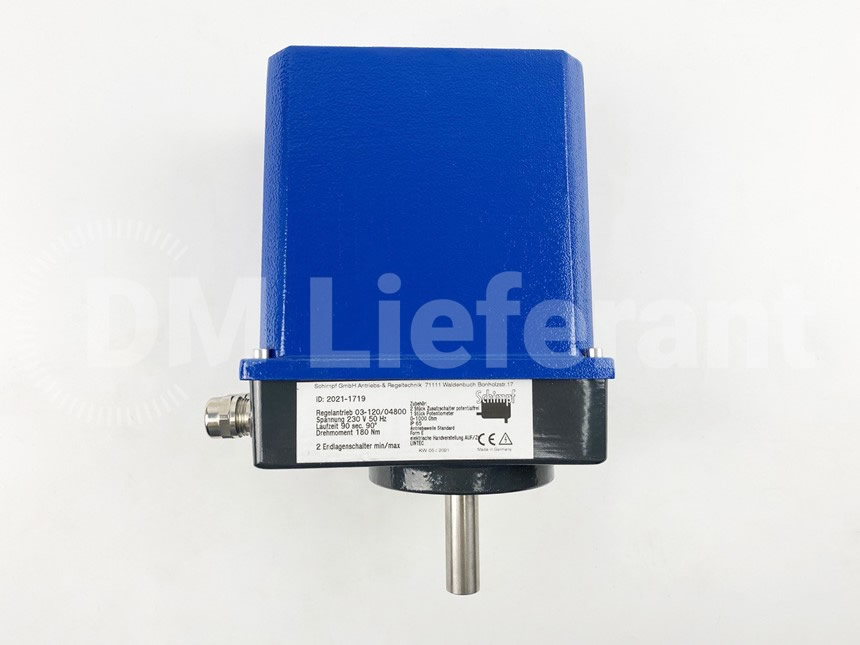 DM Lieferant
Schimpf GmbH Antriebs-& Regeltechnik 71111 Waldenbuch Bonholzstr.17
ID: 2021-1719
Regelantrieb 03-120/04800
Spannung 230 V 50 Hz
Laufzeit 90 sec. 90°
Drehmoment 180 Nm
2 Endlagenschalter min/max
Zubehör:
2 Stück Zusatzschalter potentialfrei
1 Stück Potentiometer
0-1000 Ohm
IP 65
Antriebswelle Standard
Form E
elektrische Handverstellung AUF/ZU
LINTEC
KW 05 / 2021
Schimpf
CE
Made in Germany